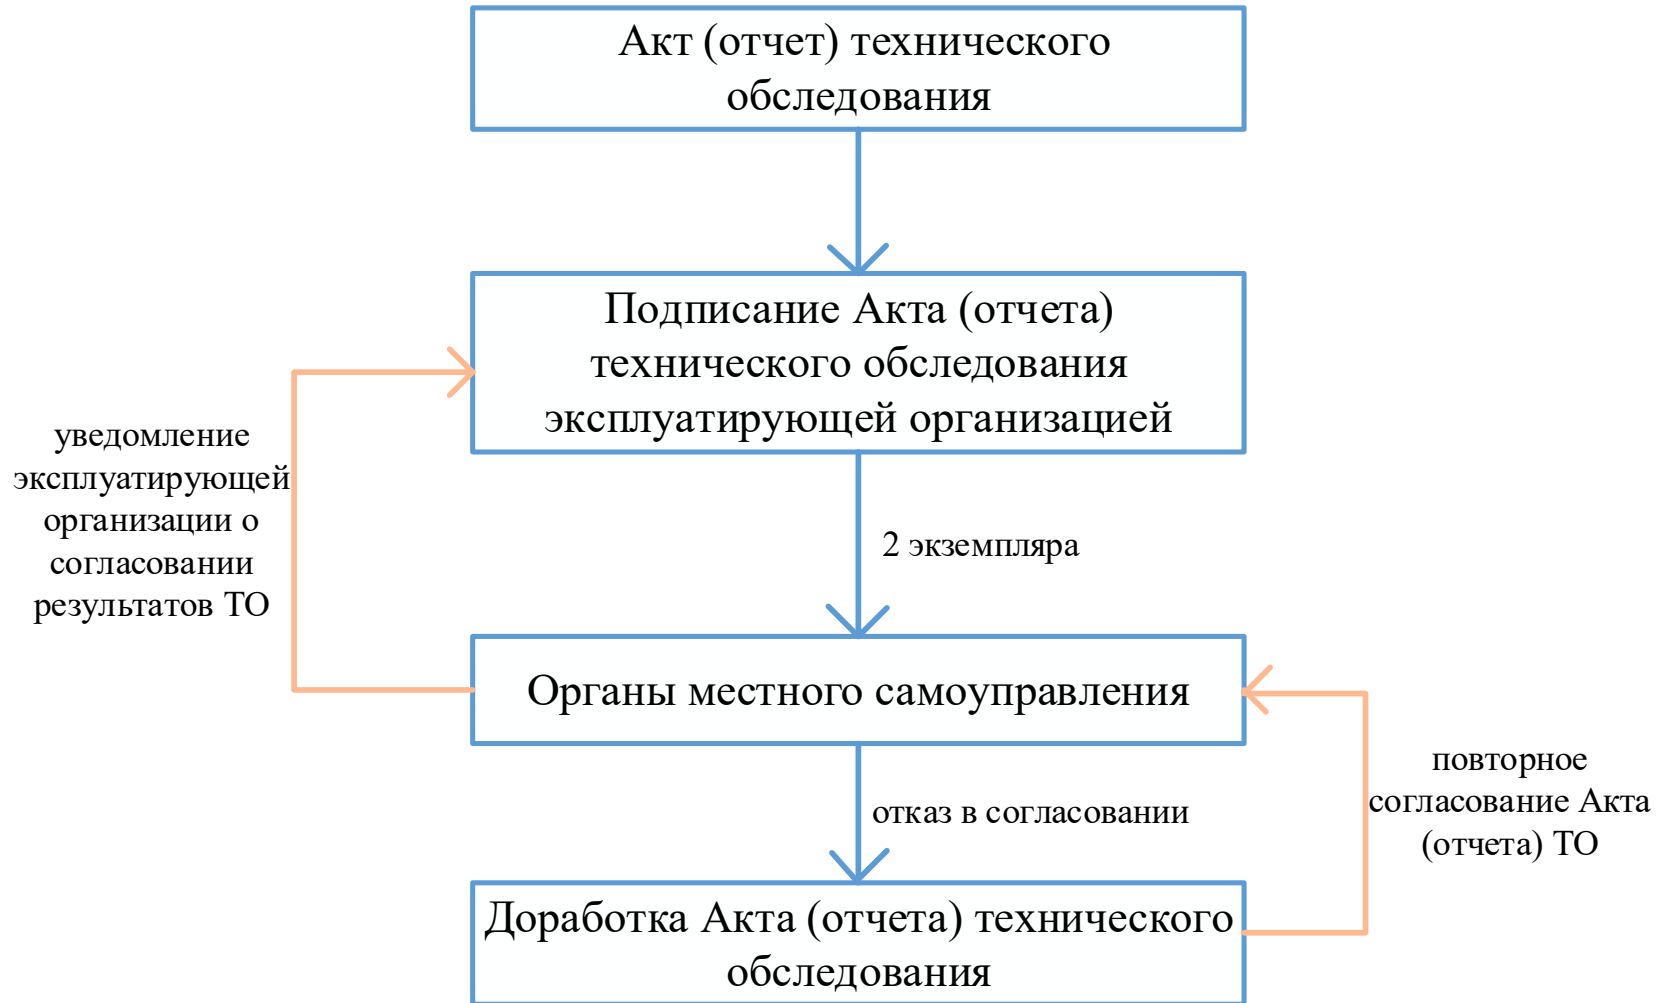 Акт (отчет) технического
обследования
Подписание Акта (отчета)
технического обследования
эксплуатирующей организацией
уведомление
эксплуатирующей
организации о
согласовании
результатов ТО
2 экземпляра
Органы местного самоуправления
отказ в согласовании
повторное
согласование Акта
(отчета) ТО
Доработка Акта (отчета) технического
обследования